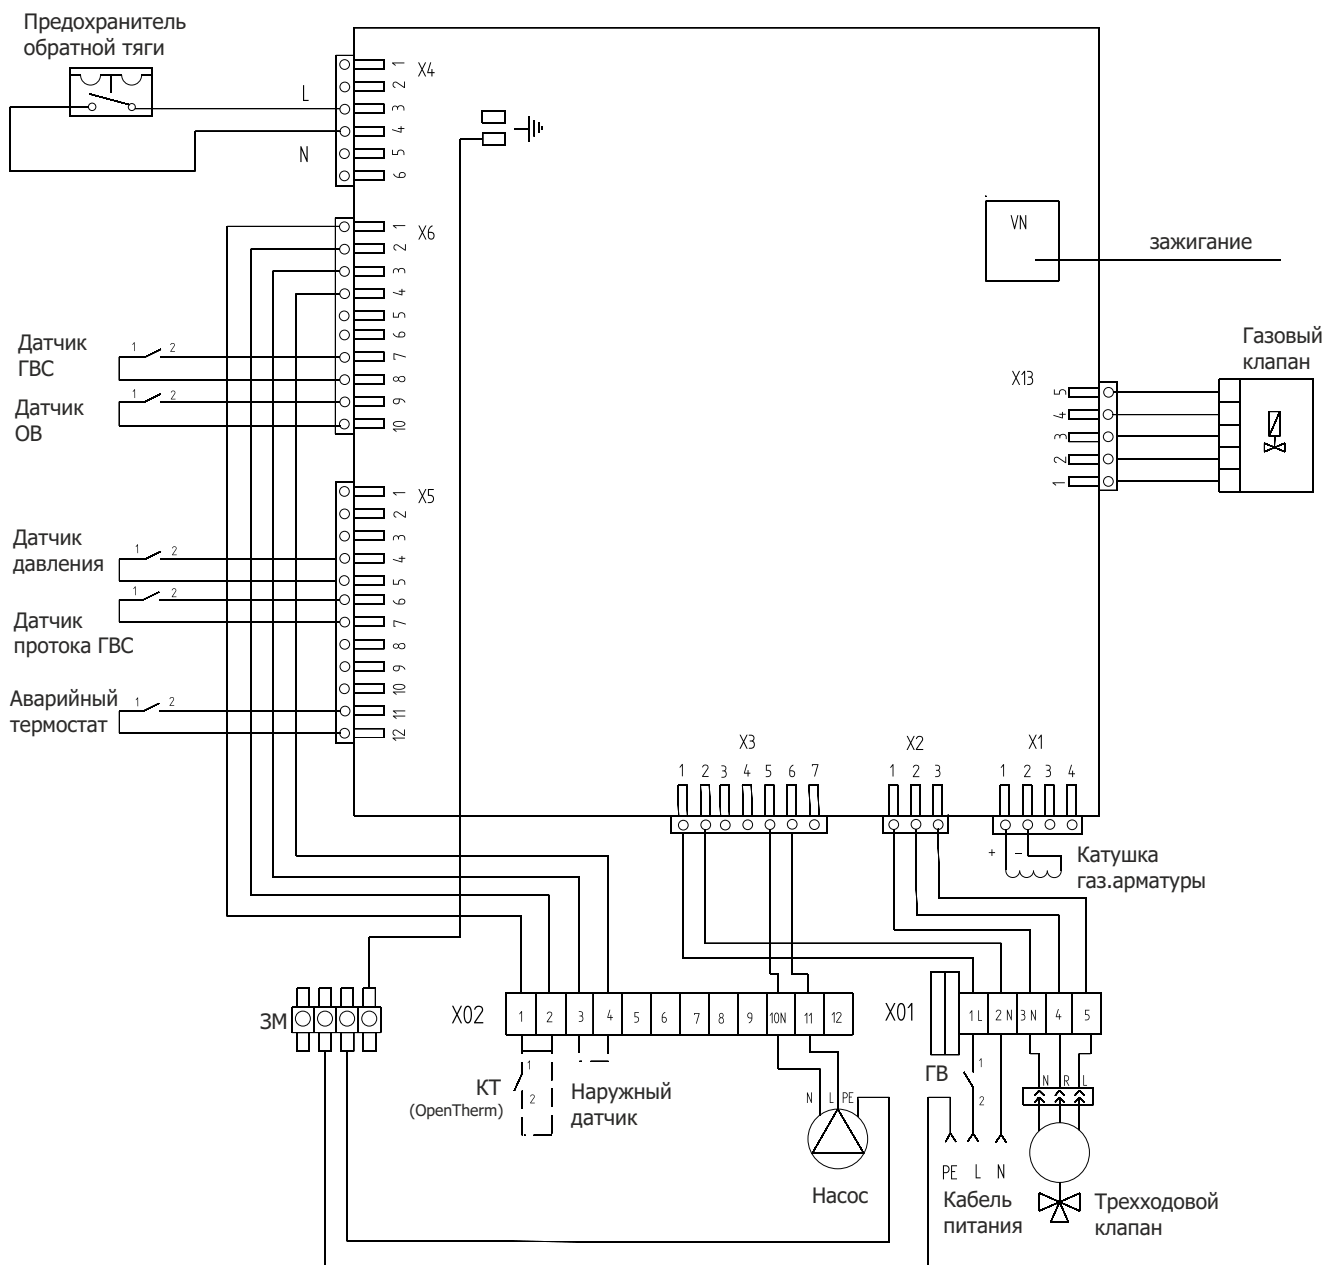 Предохранитель
обратной тяги
L
N
1
2
3
4
5
6
X4
VN
зажигание
1
2
3
4
5
6
7
8
9
10
X6
Датчик
ГВС
1 2
Датчик
ОВ
1 2
Газовый
клапан
X13
5
4
3
2
1
1
2
3
4
5
6
7
8
9
10
11
12
X5
Датчик
давления
1 2
1 2
Датчик
протока ГВС
Аварийный
термостат
1 2
X3
1 2 3 4 5 6 7
X2
1 2 3
X1
1 2 3 4
+ −
Катушка
газ.арматуры
ЗМ
X02
1 2 3 4 5 6 7 8 9 10N 11 12
X01
1 L 2 N 3 N 4 5
КТ
(OpenTherm)
1
2
Наружный
датчик
N L PE
Насос
ГВ
1
2
N R L
PE L N
Кабель
питания
Трехходовой
клапан